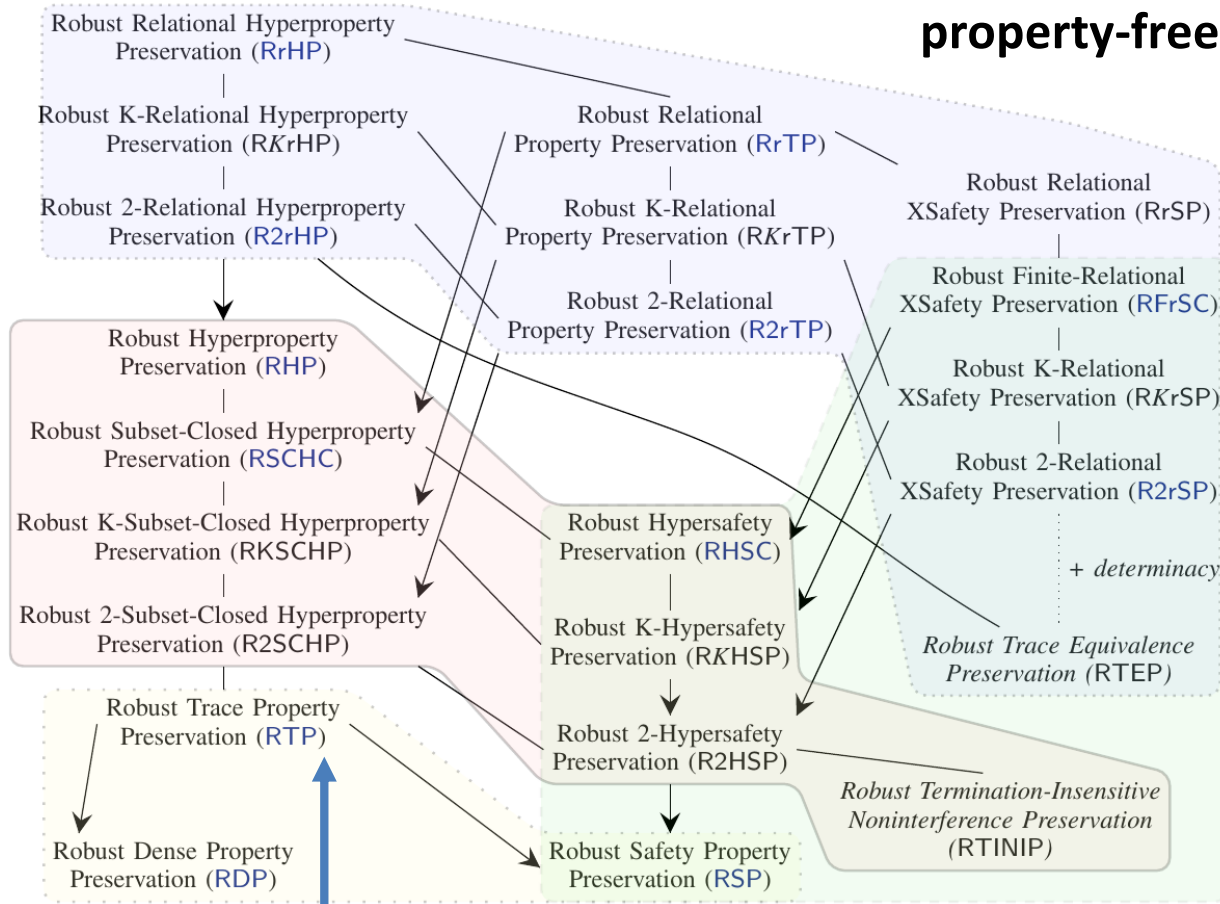 property-free
Robust Relational Hyperproperty
Preservation (RrHP)
Robust K-Relational Hyperproperty
Preservation (RKrHP)
Robust 2-Relational Hyperproperty
Preservation (R2rHP)
Robust Relational
Property Preservation (RrTP)
Robust K-Relational
Property Preservation (RKrTP)
Robust 2-Relational
Property Preservation (R2rTP)
Robust Relational
XSafety Preservation (RrSP)
Robust Finite-Relational
XSafety Preservation (RFrSC)
Robust K-Relational
XSafety Preservation (RKrSP)
Robust 2-Relational
XSafety Preservation (R2rSP)
+ determinacy
Robust Trace Equivalence
Preservation (RTEP)
Robust Hyperproperty
Preservation (RHP)
Robust Subset-Closed Hyperproperty
Preservation (RSCHC)
Robust K-Subset-Closed Hyperproperty
Preservation (RKSCHP)
Robust 2-Subset-Closed Hyperproperty
Preservation (R2SCHP)
Robust Hypersafety
Preservation (RHSC)
Robust K-Hypersafety
Preservation (RKHSP)
Robust 2-Hypersafety
Preservation (R2HSP)
Robust Termination-Insensitive
Noninterference Preservation
(RTINIP)
Robust Trace Property
Preservation (RTP)
Robust Dense Property
Preservation (RDP)
Robust Safety Property
Preservation (RSP)